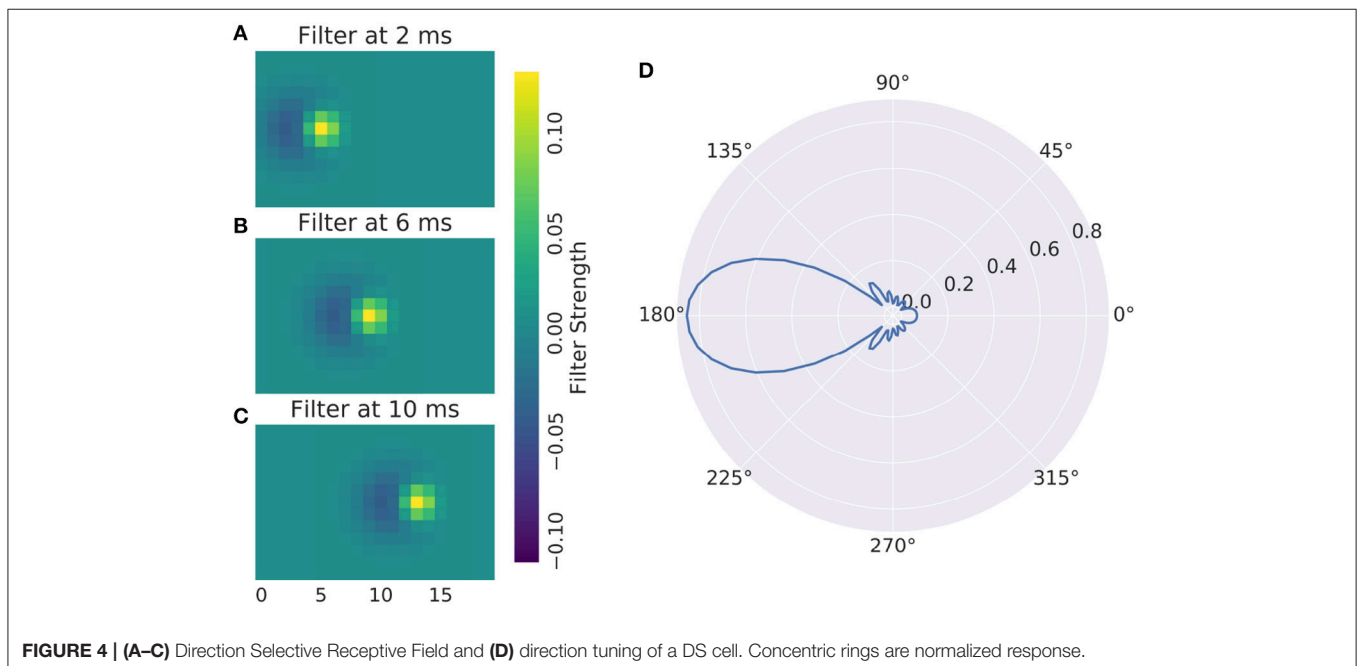 A
Filter at 2 ms
B
Filter at 6 ms
C
Filter at 10 ms
0 5 10 15
0.10
0.05
0.00
−0.05
−0.10
Filter Strength
D
90°
135°
45°
0.8
0.6
0.4
0.2
0.0
180°
0°
225°
315°
270°
FIGURE 4 | (A–C) Direction Selective Receptive Field and (D) direction tuning of a DS cell. Concentric rings are normalized response.